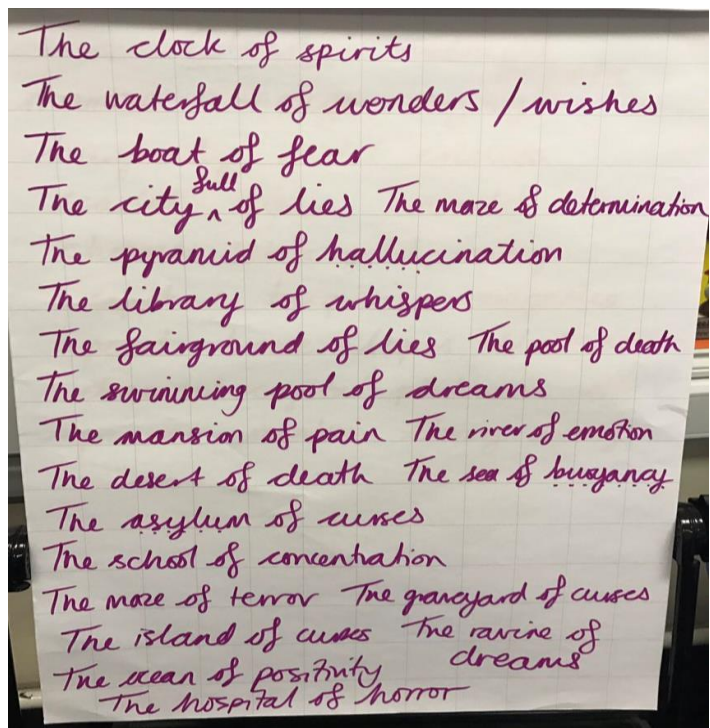 The clock of spirits
The waterfall of wonders / wishes
The boat of fear
The city full of lies The maze of determination
The pyramid of hallucination
The library of whispers
The fairground of lies The pool of death
The swimming pool of dreams
The mansion of pain The river of emotion
The desert of death The sea of buoyancy
The asylum of curses
The school of concentration
The maze of terror The graveyard of curses
The island of curses The ravine of
dreams
The ocean of positivity
The hospital of horror